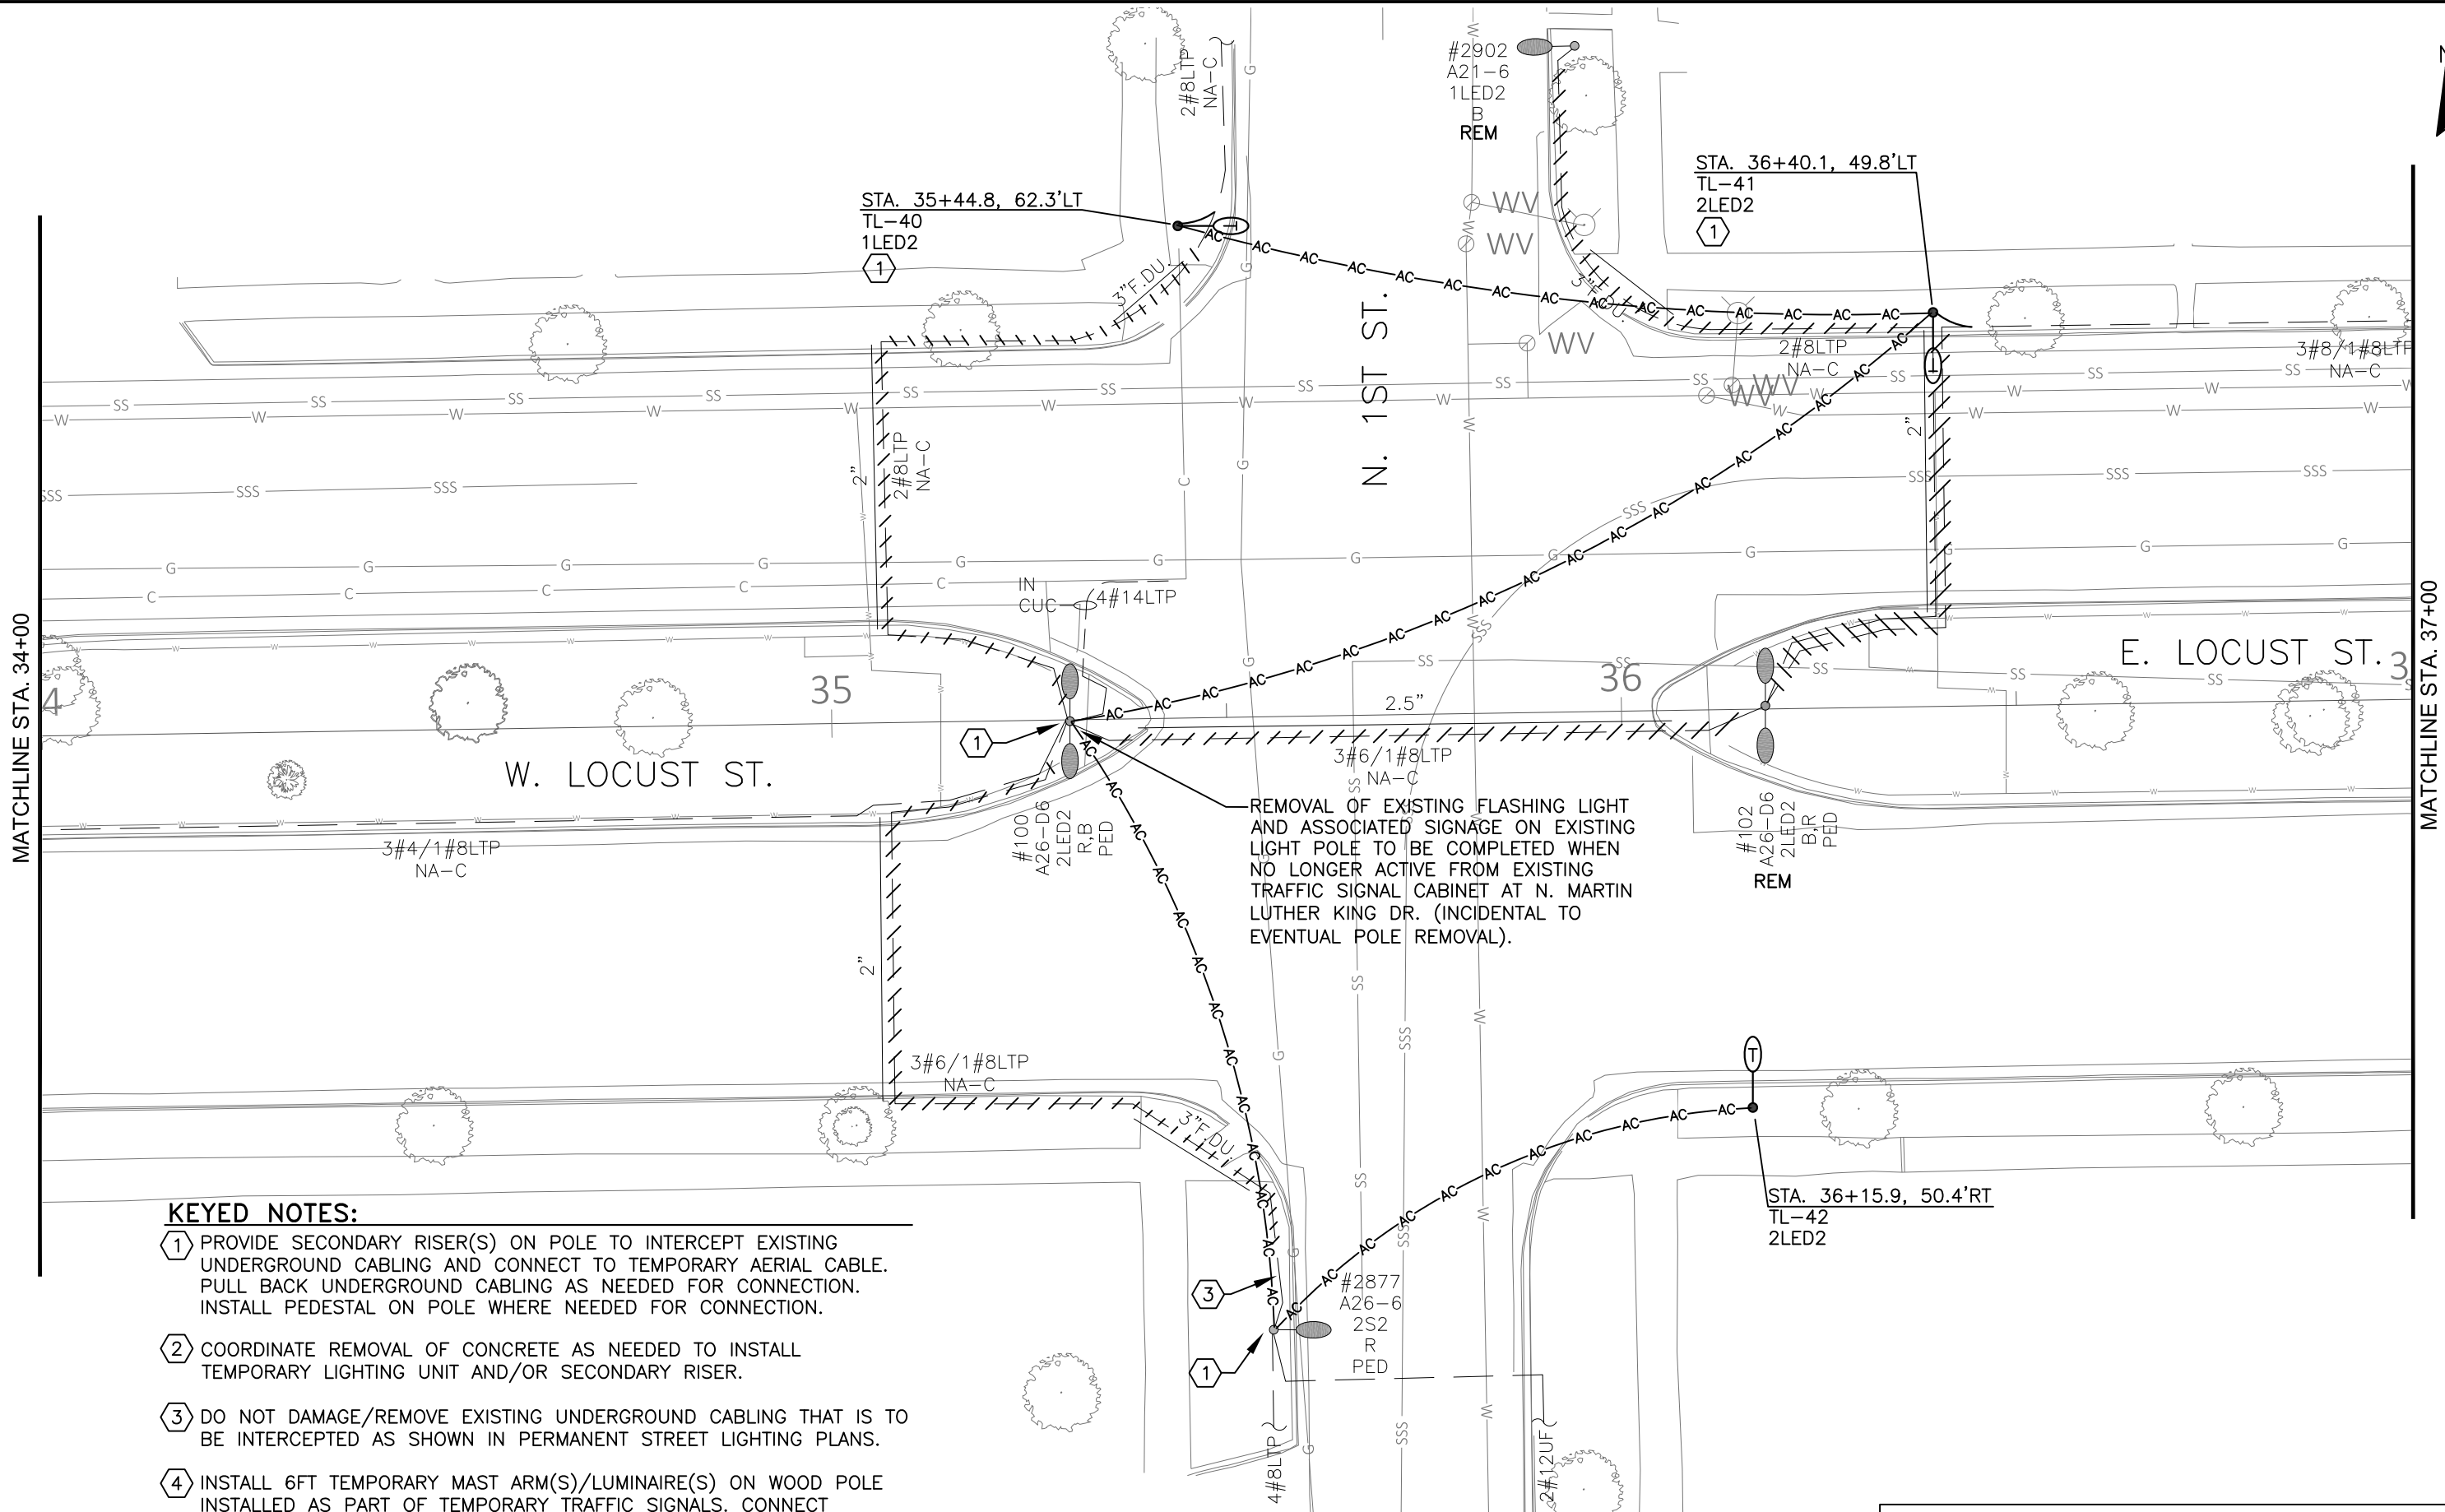 #2902
A21-6
1LED2
B
REM
2#8LTP
NA-C
STA. 36+40.1, 49.8'LT
TL-41
2LED2
1
STA. 35+44.8, 62.3'LT
TL-40
1LED2
1
WV
WV
WV
WV
WV
3"F.DU.
3"F.DU.
N. 1ST ST.
2#8LTP
NA-C
3#8/1#8LTP
NA-C
2"
2#8LTP
NA-C
2"
IN
CUC
4#14LTP
MATCHLINE STA. 34+00
MATCHLINE STA. 37+00
4
35
36
3
E. LOCUST ST.
W. LOCUST ST.
1
2.5"
3#6/1#8LTP
NA-C
REMOVAL OF EXISTING FLASHING LIGHT
AND ASSOCIATED SIGNAGE ON EXISTING
LIGHT POLE TO BE COMPLETED WHEN
NO LONGER ACTIVE FROM EXISTING
TRAFFIC SIGNAL CABINET AT N. MARTIN
LUTHER KING DR. (INCIDENTAL TO
EVENTUAL POLE REMOVAL).
#100
A26-D6
2LED2
R,B
PED
#102
A26-D6
2LED2
B,R
PED
REM
3#4/1#8LTP
NA-C
2"
3#6/1#8LTP
NA-C
3"F.DU.
T
STA. 36+15.9, 50.4'RT
TL-42
2LED2
3
1
#2877
A26-6
2S2
R
PED
4#8LTP
2#12UF
KEYED NOTES:
1 PROVIDE SECONDARY RISER(S) ON POLE TO INTERCEPT EXISTING
UNDERGROUND CABLING AND CONNECT TO TEMPORARY AERIAL CABLE.
PULL BACK UNDERGROUND CABLING AS NEEDED FOR CONNECTION.
INSTALL PEDESTAL ON POLE WHERE NEEDED FOR CONNECTION.
2 COORDINATE REMOVAL OF CONCRETE AS NEEDED TO INSTALL
TEMPORARY LIGHTING UNIT AND/OR SECONDARY RISER.
3 DO NOT DAMAGE/REMOVE EXISTING UNDERGROUND CABLING THAT IS TO
BE INTERCEPTED AS SHOWN IN PERMANENT STREET LIGHTING PLANS.
4 INSTALL 6FT TEMPORARY MAST ARM(S)/LUMINAIRE(S) ON WOOD POLE
INSTALLED AS PART OF TEMPORARY TRAFFIC SIGNALS. CONNECT